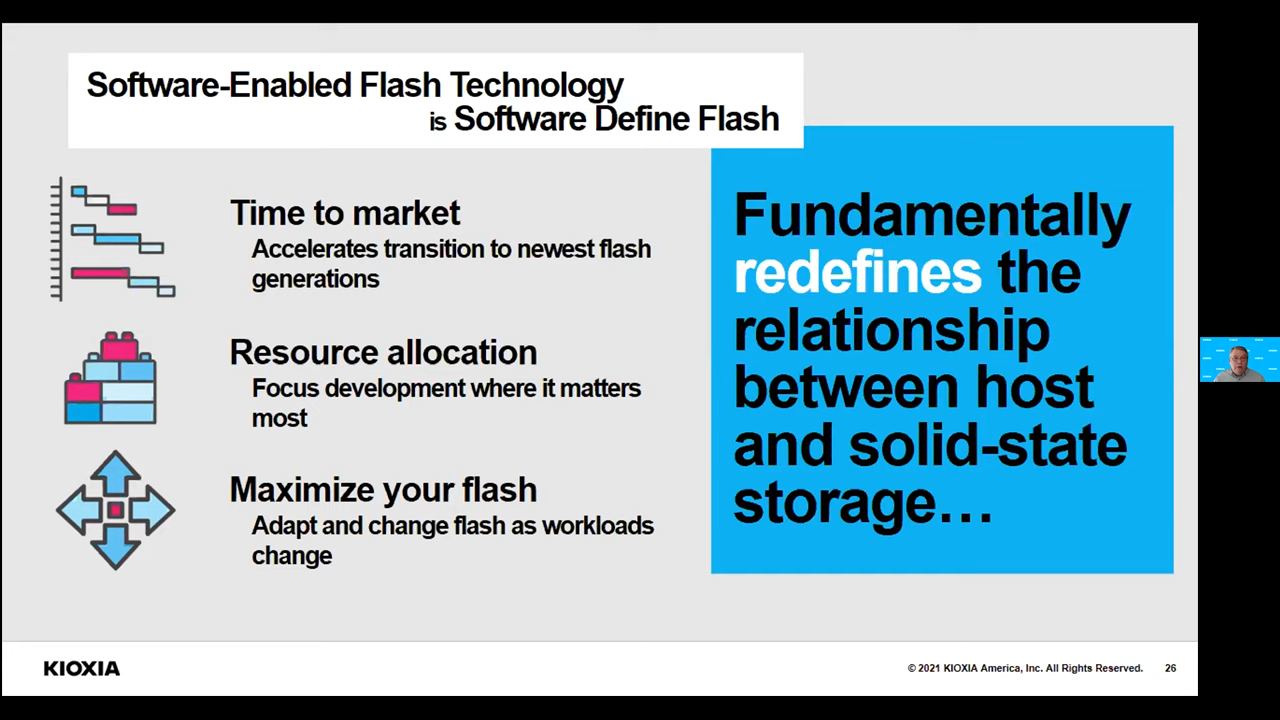 Software-Enabled Flash Technology
is Software Define Flash
Time to market
Accelerates transition to newest flash
generations
Resource allocation
Focus development where it matters
most
Maximize your flash
Adapt and change flash as workloads
change
Fundamentally
redefines the
relationship
between host
and solid-state
storage…
KIOXIA
© 2021 KIOXIA America, Inc. All Rights Reserved.
26